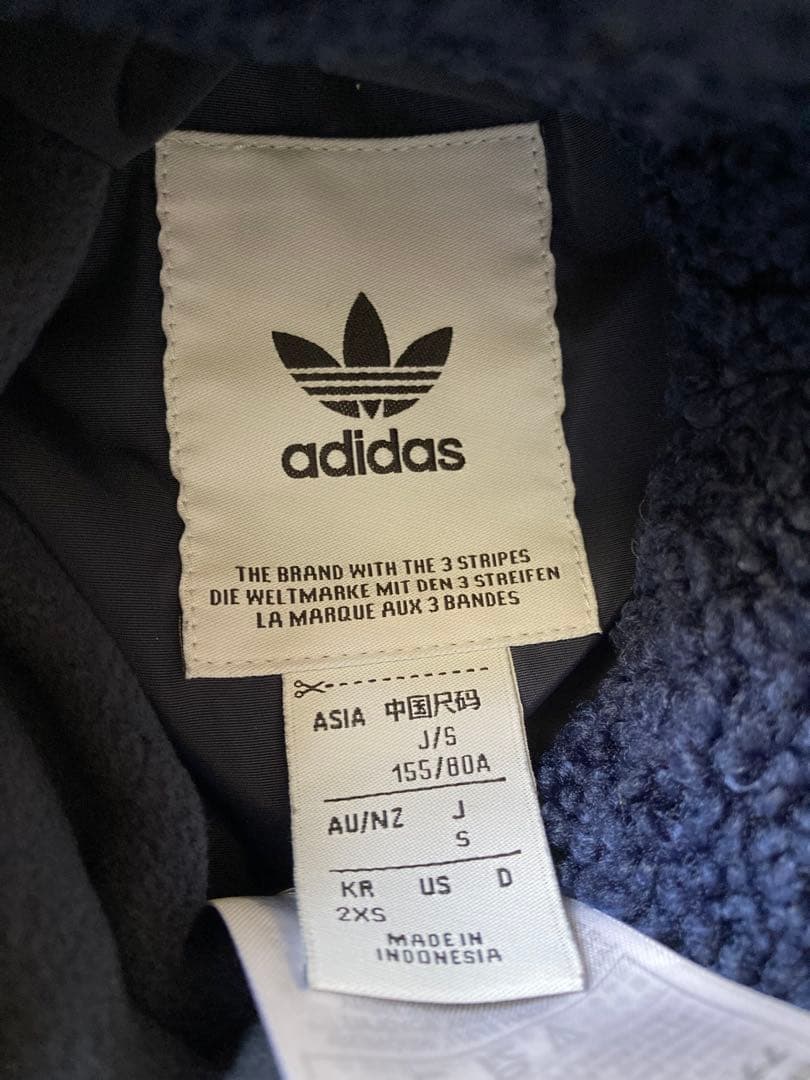 adidas
THE BRAND WITH THE 3 STRIPES
DIE WELTMARKE MIT DEN 3 STREIFEN
LA MARQUE AUX 3 BANDES
ASIA 中国尺码
J/S
155/80A
AU/NZ J
S
KR US D
2XS
MADE IN
INDONESIA